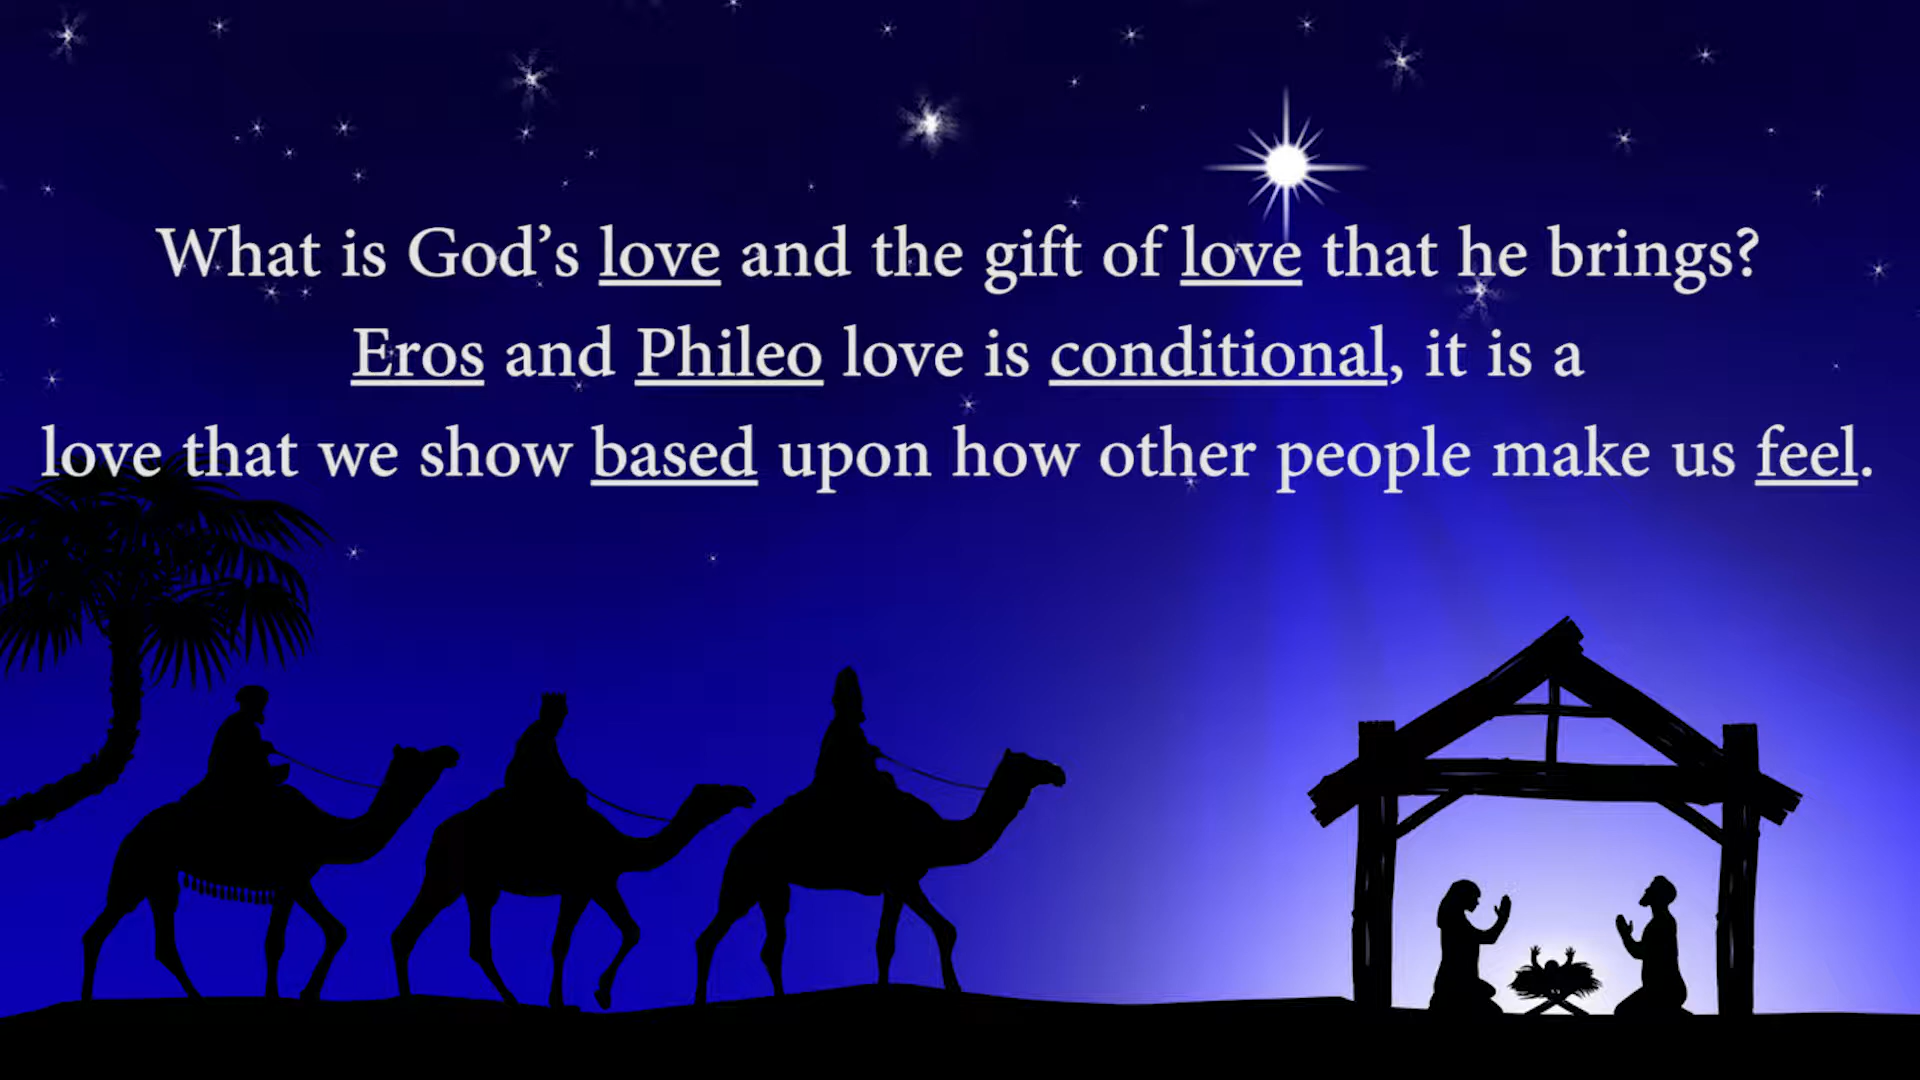 What is God’s love and the gift of love that he brings?
Eros and Phileo love is conditional, it is a
love that we show based upon how other people make us feel.